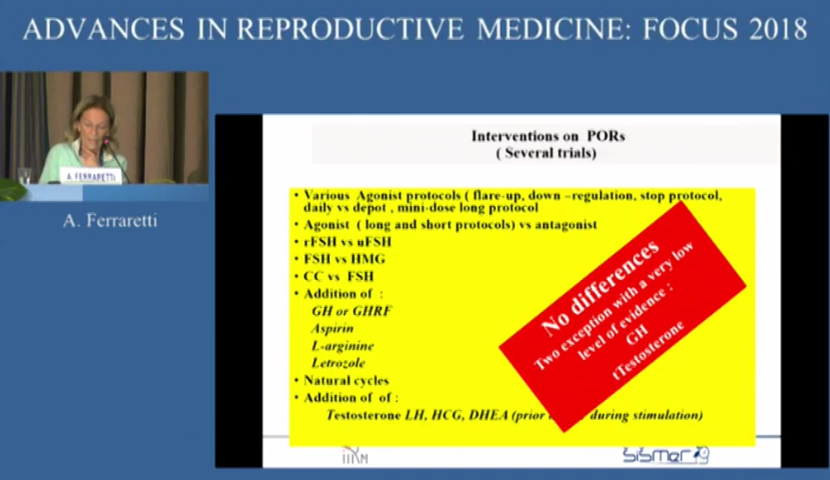 ADVANCES IN REPRODUCTIVE MEDICINE: FOCUS 2018
A. FERRARETTI
A. Ferraretti
Interventions on PORs
( Several trials)
• Various Agonist protocols ( flare-up, down –regulation, stop protocol,
daily vs depot , mini-dose long protocol
• Agonist ( long and short protocols) vs antagonist
• rFSH vs uFSH
• FSH vs HMG
• CC vs FSH
• Addition of :
GH or GHRF
Aspirin
L-arginine
Letrozole
• Natural cycles
• Addition of of :
Testosterone LH, HCG, DHEA (prior during stimulation)
No differences
Two exception with a very low
level of evidence :
GH
tTestosterone
iiRM
SISMeR